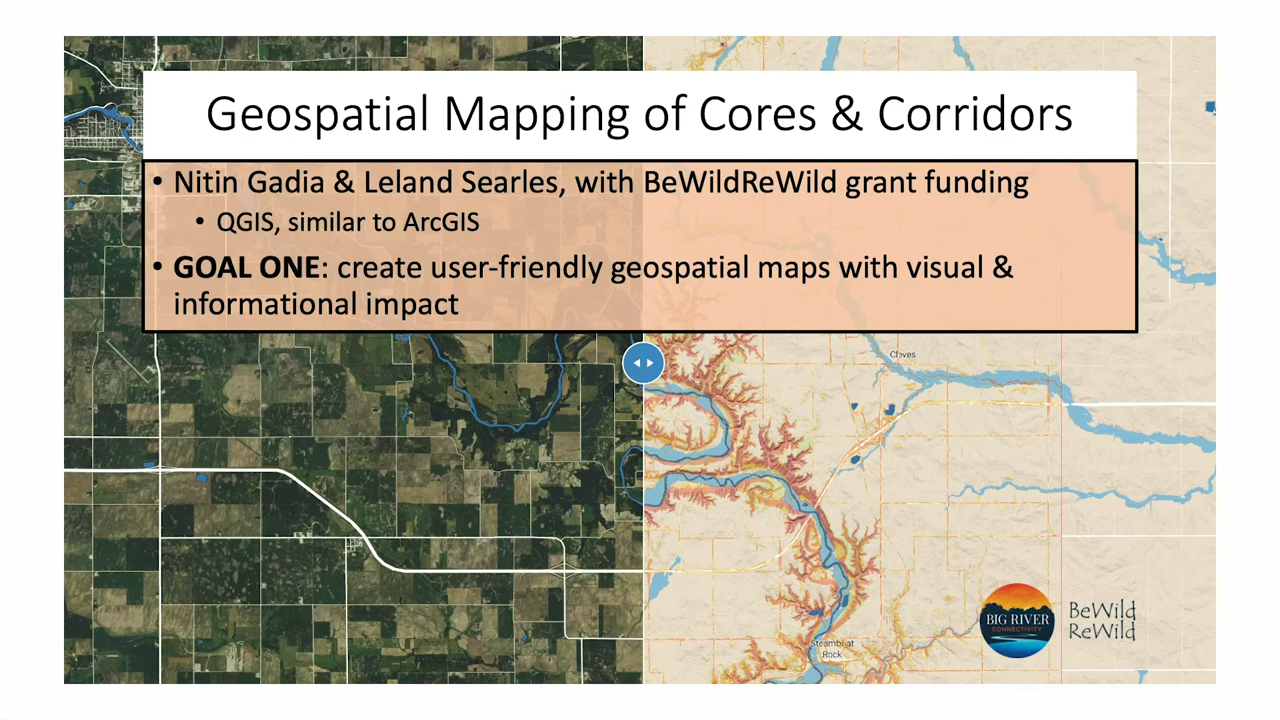 Geospatial Mapping of Cores & Corridors
• Nitin Gadia & Leland Searles, with BeWildReWild grant funding
• QGIS, similar to ArcGIS
• GOAL ONE: create user-friendly geospatial maps with visual &
informational impact
Cleves
Steamboat
Rock
BIG RIVER
CONNECTIVITY
BeWild
ReWild